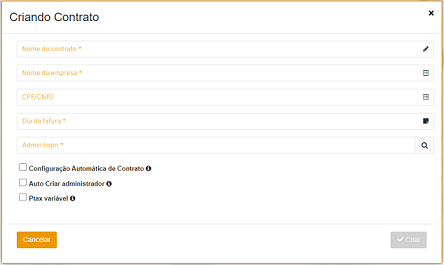 Criando Contrato
Nome do contrato *
Nome da empresa *
CPF/CNPJ
Dia da fatura *
Admin login *
Configuração Automática de Contrato
Auto Criar administrador
Ptax variável
Cancelar
Criar